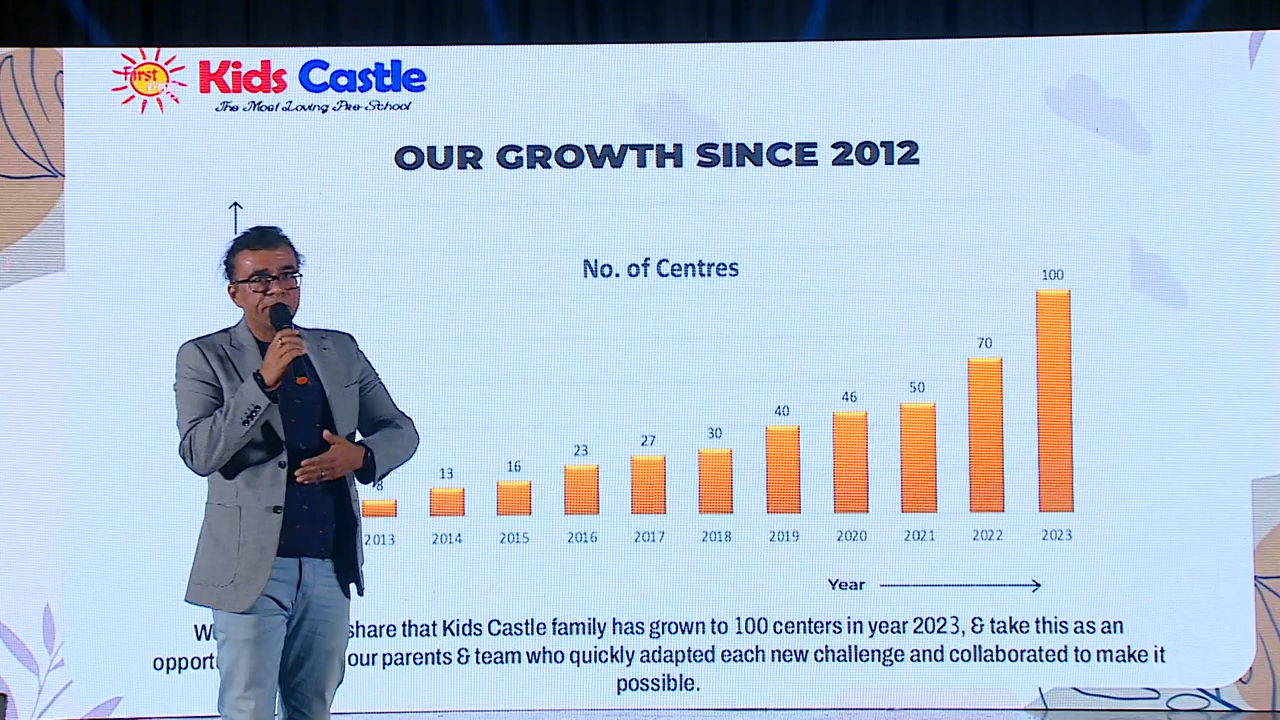 First
Kids Castle
The Most Loving Pre-School
OUR GROWTH SINCE 2012
No. of Centres
100
70
50
46
40
30
27
23
16
13
8
2013 2014 2015 2016 2017 2018 2019 2020 2021 2022 2023
Year
share that Kids Castle family has grown to 100 centers in year 2023, & take this as an
our parents & team who quickly adapted each new challenge and collaborated to make it
possible.